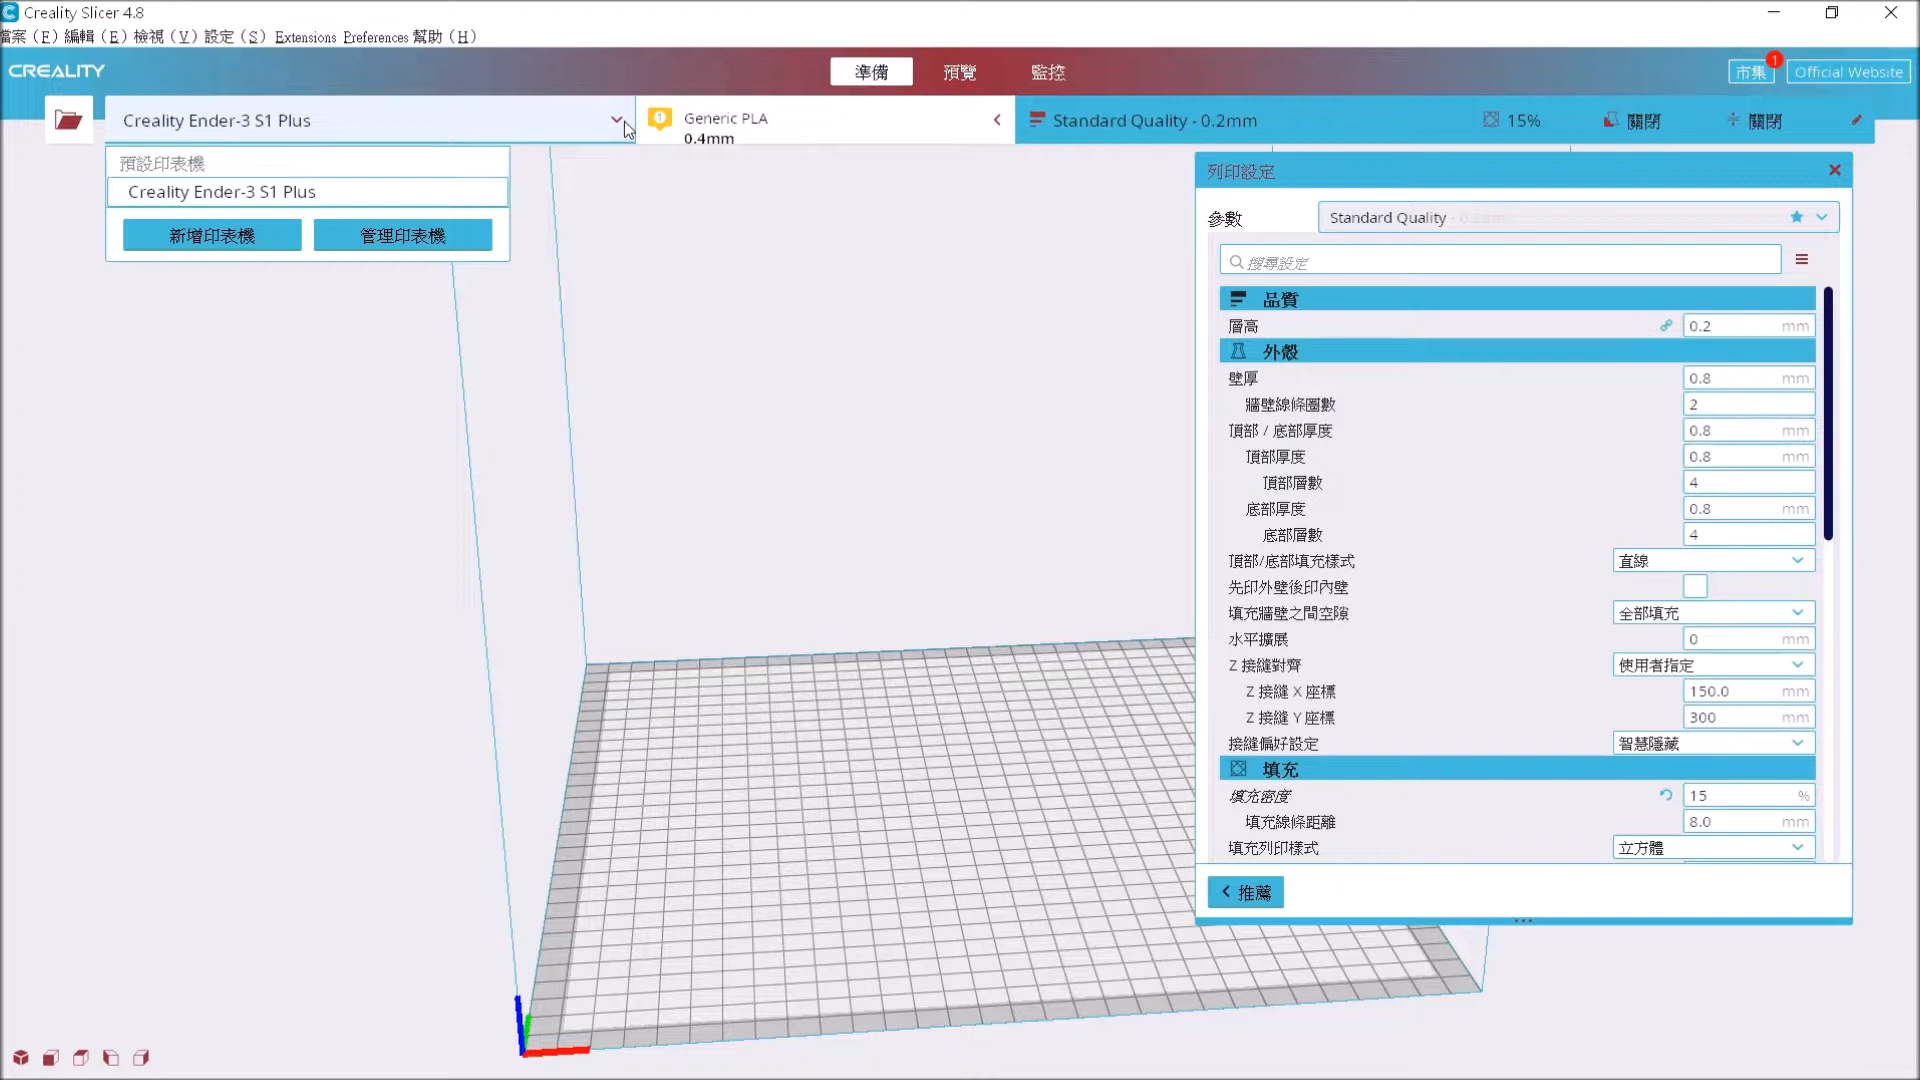 Creality Slicer 4.8
檔案 (F) 編輯 (E) 檢視 (V) 設定 (S) Extensions Preferences 幫助 (H)
CREALITY
準備
預覽
監控
市集
1
Official Website
Creality Ender-3 S1 Plus
1
Generic PLA
0.4mm
Standard Quality - 0.2mm
15%
關閉
關閉
預設印表機
Creality Ender-3 S1 Plus
新增印表機
管理印表機
列印設定
參數
Standard Quality
搜尋設定
品質
層高
0.2 mm
外殼
壁厚
0.8 mm
牆壁線條圈數
2
頂部 / 底部厚度
0.8 mm
頂部厚度
0.8 mm
頂部層數
4
底部厚度
0.8 mm
底部層數
4
頂部/底部填充樣式
直線
先印外壁後印內壁
填充牆壁之間空隙
全部填充
水平擴展
0 mm
Z 接縫對齊
使用者指定
Z 接縫 X 座標
150.0 mm
Z 接縫 Y 座標
300 mm
接縫偏好設定
智慧隱藏
填充
填充密度
15 %
填充線條距離
8.0 mm
填充列印樣式
立方體
推薦